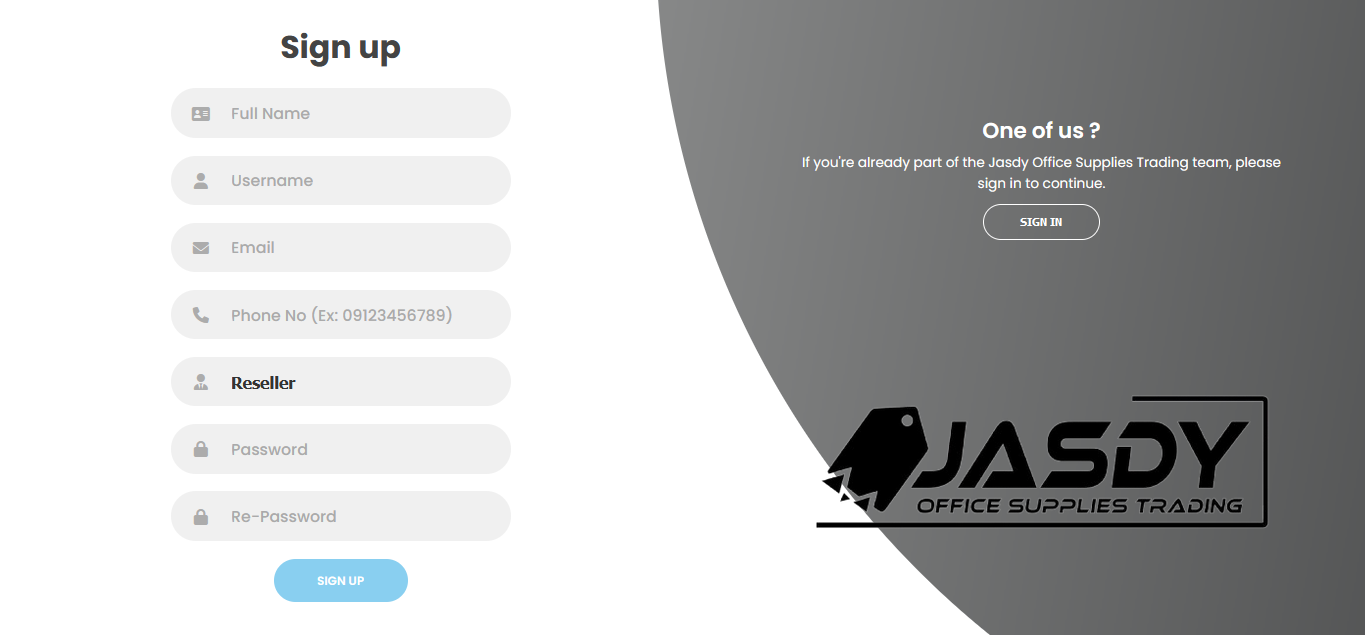 Sign up
Full Name
Username
Email
Phone No (Ex: 09123456789)
Reseller
Password
Re-Password
SIGN UP
One of us ?
If you're already part of the Jasdy Office Supplies Trading team, please
sign in to continue.
SIGN IN
JASDY
OFFICE SUPPLIES TRADING